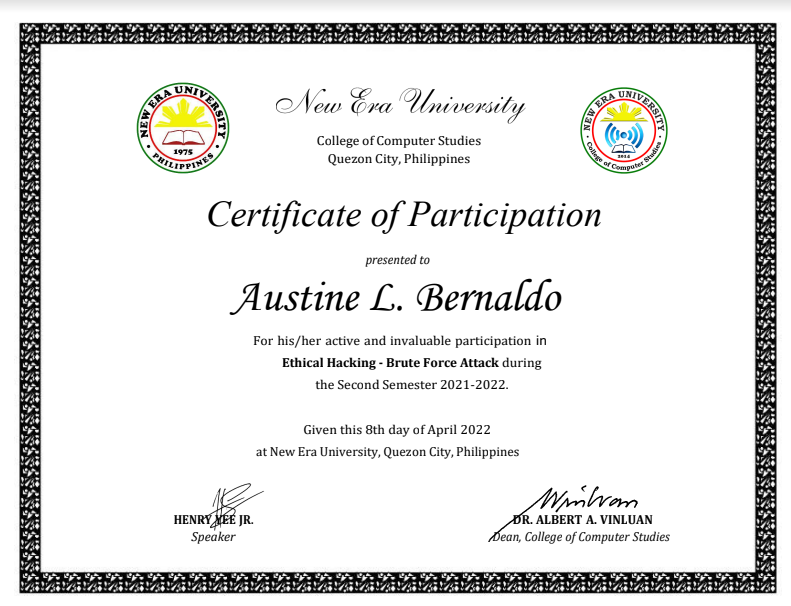 NEW ERA UNIVERSITY
1975
PHILIPPINES
New Era University
College of Computer Studies
Quezon City, Philippines
NEW ERA UNIVERSITY
2014
College of Computer Studies
Certificate of Participation
presented to
Austine L. Bernaldo
For his/her active and invaluable participation in
Ethical Hacking - Brute Force Attack during
the Second Semester 2021-2022.
Given this 8th day of April 2022
at New Era University, Quezon City, Philippines
HENRY YEE JR.
Speaker
Vinluan
DR. ALBERT A. VINLUAN
Dean, College of Computer Studies